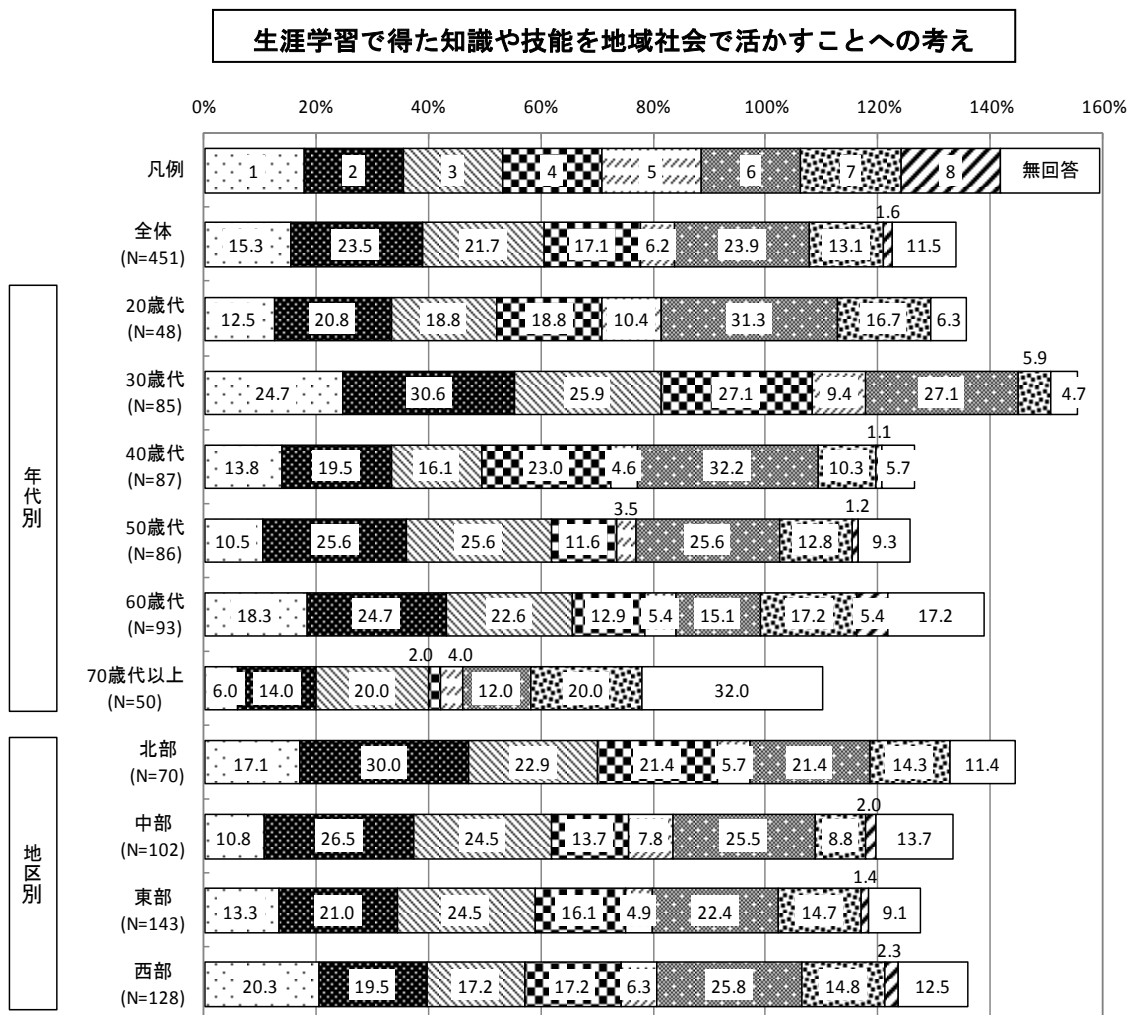 生涯学習で得た知識や技能を地域社会で活かすことへの考え
0% 20% 40% 60% 80% 100% 120% 140% 160%
凡例 1 2 3 4 5 6 7 8 無回答
1.6
全体 15.3 23.5 21.7 17.1 6.2 23.9 13.1 11.5
(N=451)
年代別
20歳代 12.5 20.8 18.8 18.8 10.4 31.3 16.7 6.3
(N=48)
5.9
30歳代 24.7 30.6 25.9 27.1 9.4 27.1 4.7
(N=85)
1.1
40歳代 13.8 19.5 16.1 23.0 4.6 32.2 10.3 5.7
(N=87)
3.5 1.2
50歳代 10.5 25.6 25.6 11.6 25.6 12.8 9.3
(N=86)
60歳代 18.3 24.7 22.6 12.9 5.4 15.1 17.2 5.4 17.2
(N=93)
2.0 4.0
70歳代以上 6.0 14.0 20.0 12.0 20.0 32.0
(N=50)
地区別
北部 17.1 30.0 22.9 21.4 5.7 21.4 14.3 11.4
(N=70)
2.0
中部 10.8 26.5 24.5 13.7 7.8 25.5 8.8 13.7
(N=102)
1.4
東部 13.3 21.0 24.5 16.1 4.9 22.4 14.7 9.1
(N=143)
2.3
西部 20.3 19.5 17.2 17.2 6.3 25.8 14.8 12.5
(N=128)